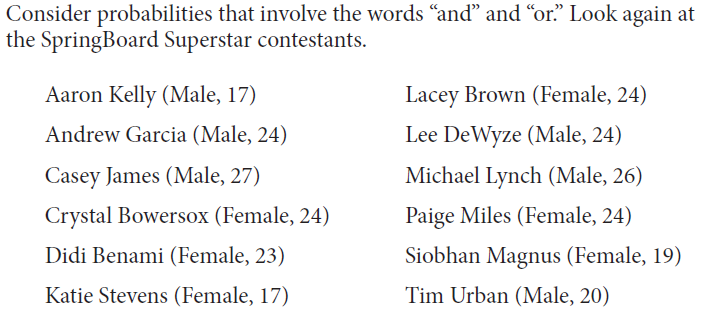 Consider probabilities that involve the words “and” and “or.” Look again at
the SpringBoard Superstar contestants.
Aaron Kelly (Male, 17)
Andrew Garcia (Male, 24)
Casey James (Male, 27)
Crystal Bowersox (Female, 24)
Didi Benami (Female, 23)
Katie Stevens (Female, 17)
Lacey Brown (Female, 24)
Lee DeWyze (Male, 24)
Michael Lynch (Male, 26)
Paige Miles (Female, 24)
Siobhan Magnus (Female, 19)
Tim Urban (Male, 20)